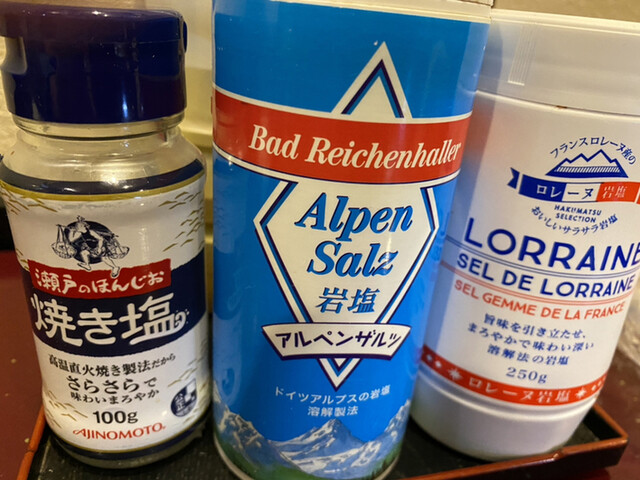 瀬戸のほんじお
焼き塩
高温直火焼き製法だから
さらさらで
味わいまろやか
100g
AJINOMOTO
Bad Reichenhaller
Alpen
Salz
岩塩
アルペンザルツ
ドイツアルプスの岩塩
溶解製法
フランスロレーヌ産の
ロレーヌ岩塩
HAKUMATSU
SELECTION
おいしいサラサラ岩塩
LORRAINE
SEL DE LORRAINE
SEL GEMME DE LA FRANCE
旨味を引き立たせ、
まろやかで味わい深い
溶解法の岩塩
250g
ロレーヌ岩塩